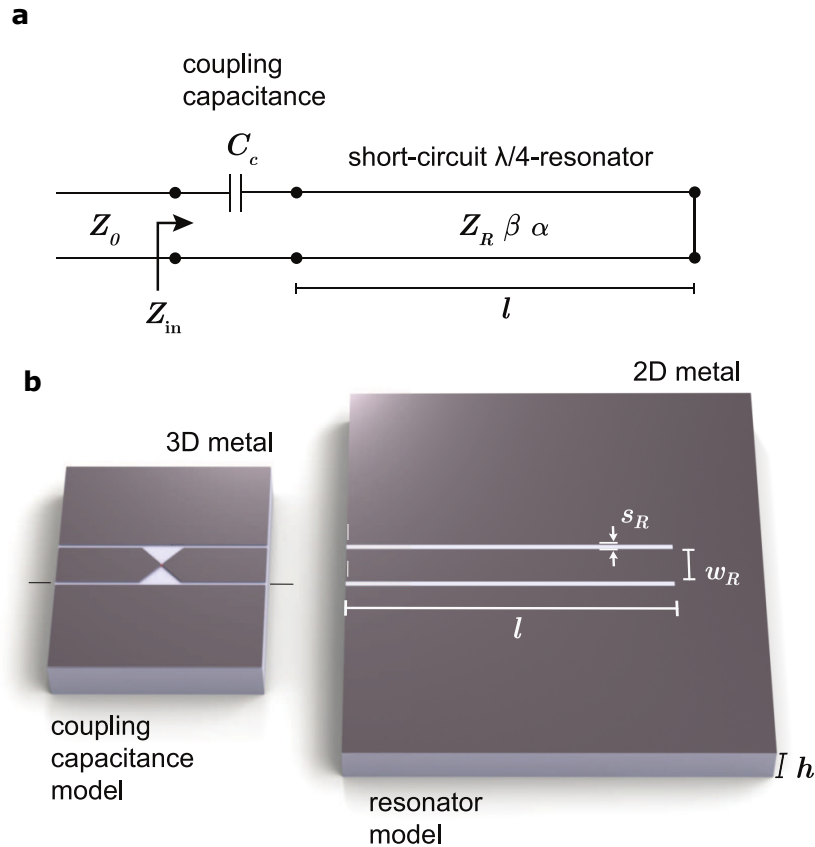 a
coupling
capacitance
C_c
short-circuit λ/4-resonator
Z_0
Z_R β α
Z_in
l
b
2D metal
3D metal
s_R
w_R
l
h
coupling
capacitance
model
resonator
model